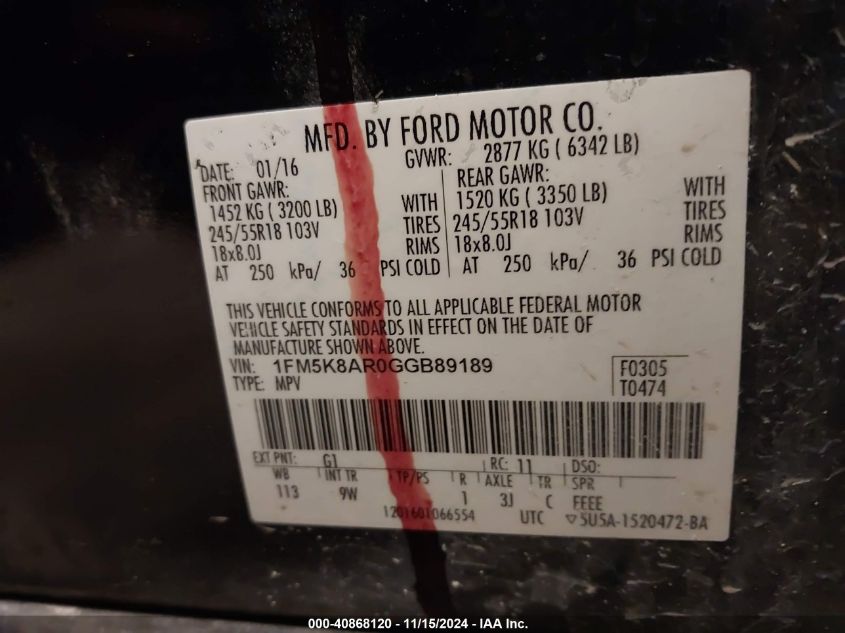 MFD. BY FORD MOTOR CO.
DATE: 01/16 GVWR: 2877 KG ( 6342 LB)
FRONT GAWR: REAR GAWR:
1452 KG ( 3200 LB) WITH 1520 KG ( 3350 LB) WITH
245/55R18 103V TIRES 245/55R18 103V TIRES
18x8.0J RIMS 18x8.0J RIMS
AT 250 kPa/ 36 PSI COLD AT 250 kPa/ 36 PSI COLD
THIS VEHICLE CONFORMS TO ALL APPLICABLE FEDERAL MOTOR
VEHICLE SAFETY STANDARDS IN EFFECT ON THE DATE OF
MANUFACTURE SHOWN ABOVE.
VIN: 1FM5K8AR0GGB89189 F0305
TYPE: MPV T0474
EXT PNT: G1 RC: 11 DSO:
WB INT TR TP/PS R AXLE TR SPR
113 9W 1 3J C EEEE
1201601066554 UTC ▽5U5A-1520472-BA
000-40868120 - 11/15/2024 - IAA Inc.